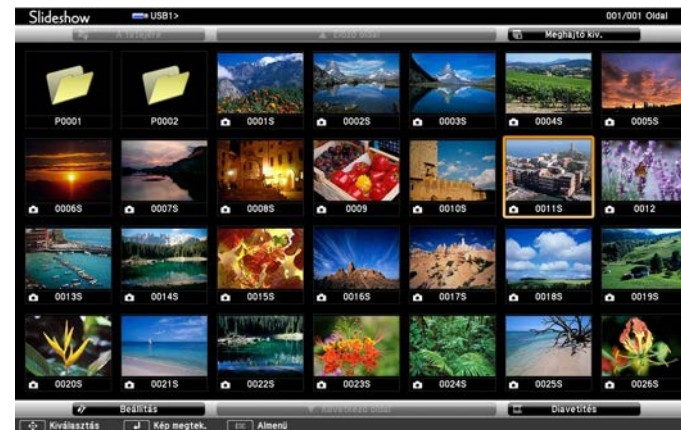 Slideshow USB1> 001/001 Oldal
A tetejére Előző oldal Meghajtó kiv.
P0001 P0002 0001S 0002S 0003S 0004S 0005S
0006S 0007S 0008S 0009 0010S 0011S 0012
0013S 0014S 0015S 0016S 0017S 0018S 0019S
0020S 0021S 0022S 0023S 0024S 0025S 0026S
Beállítás Következő oldal Diavetítés
Kiválasztás Kép megtek. Esc Almenü